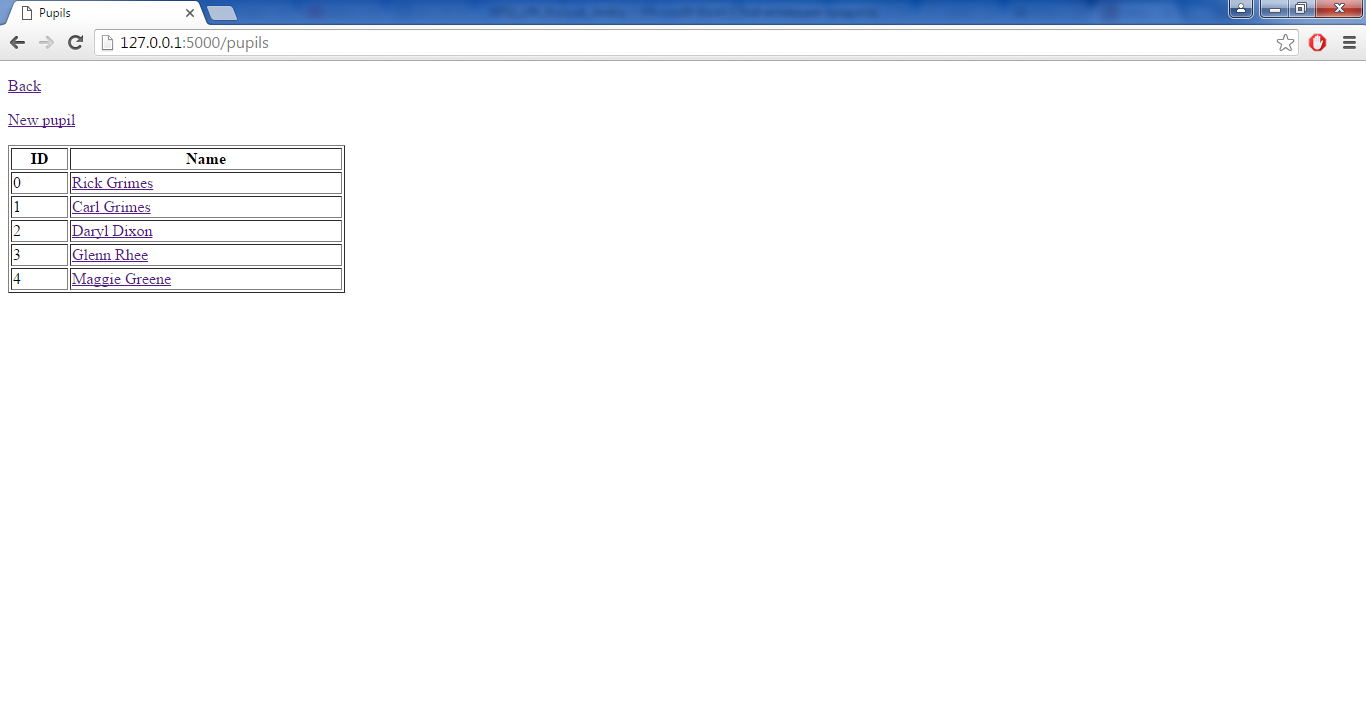 Pupils
127.0.0.1:5000/pupils
Back
New pupil
ID Name
0 Rick Grimes
1 Carl Grimes
2 Daryl Dixon
3 Glenn Rhee
4 Maggie Greene